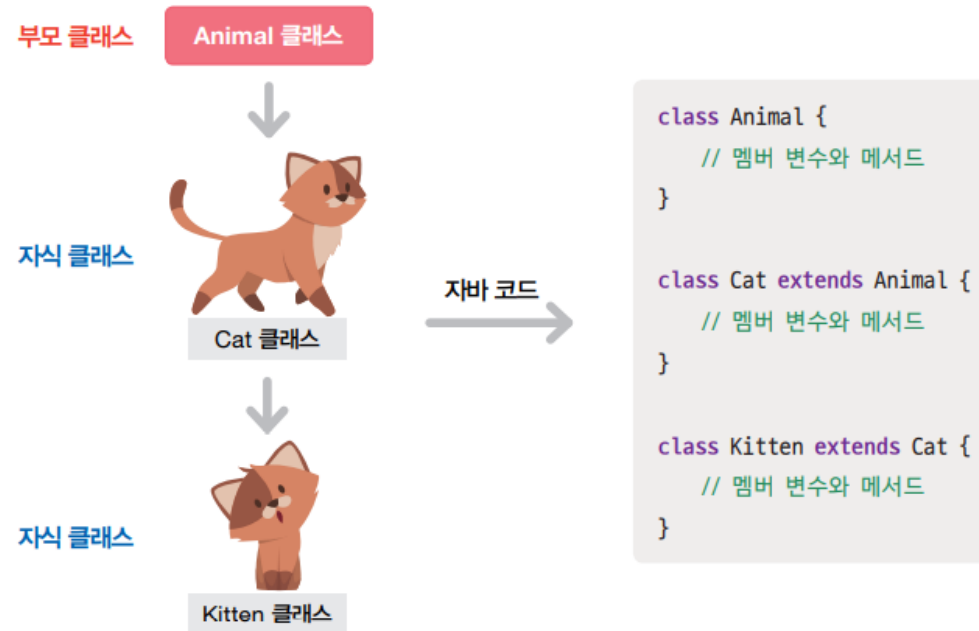 부모 클래스
Animal 클래스
자식 클래스
Cat 클래스
자식 클래스
Kitten 클래스
자바 코드
class Animal {
// 멤버 변수와 메서드
}
class Cat extends Animal {
// 멤버 변수와 메서드
}
class Kitten extends Cat {
// 멤버 변수와 메서드
}